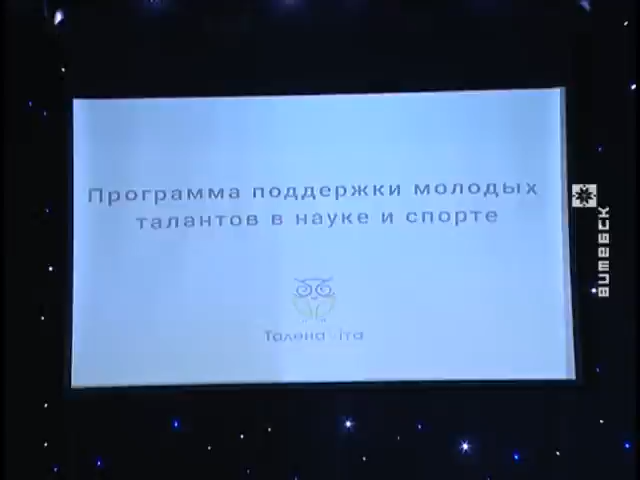 Программа поддержки молодых
талантов в науке и спорте
витебск